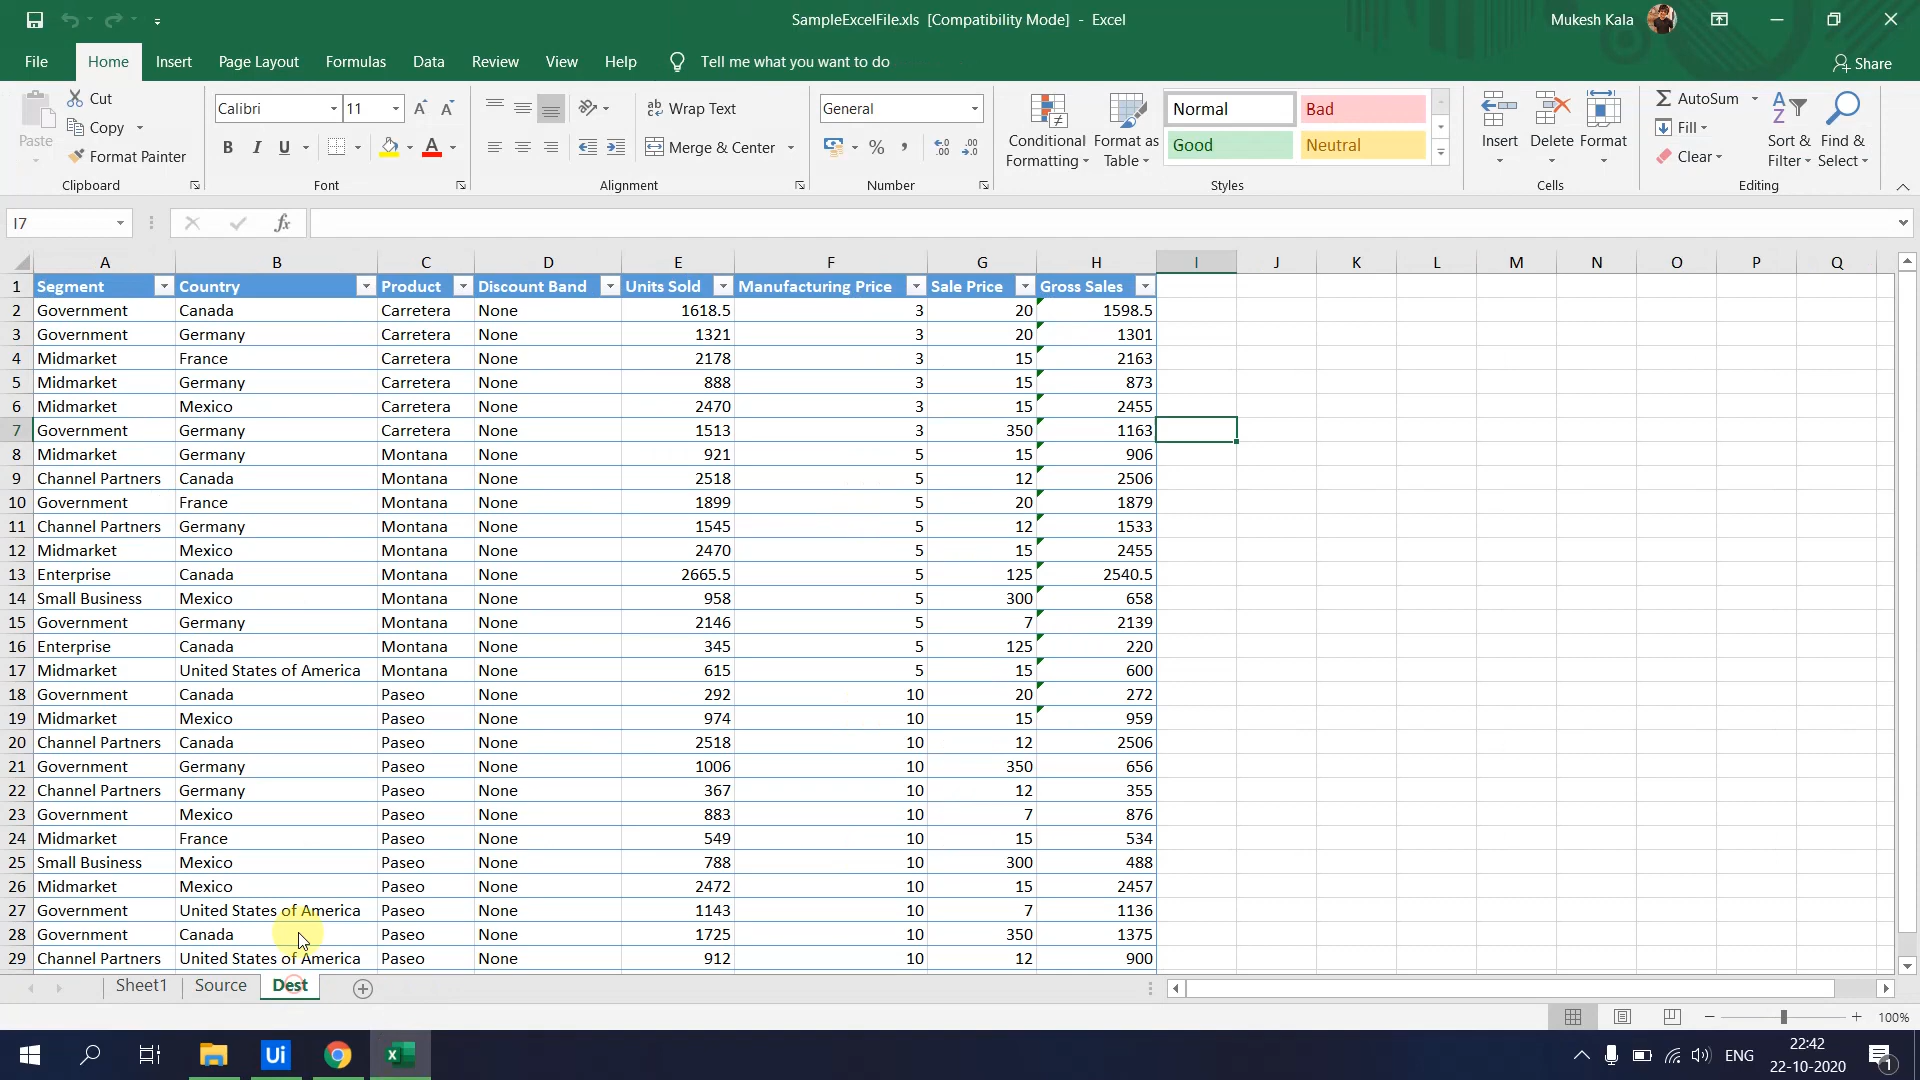 SampleExcelFile.xls [Compatibility Mode] - Excel
Mukesh Kala
File Home Insert Page Layout Formulas Data Review View Help Tell me what you want to do Share
Paste Cut Copy Format Painter Clipboard
Calibri 11 B I U A Font
Wrap Text Merge & Center Alignment
General % , Number
Conditional Formatting Format as Table Normal Bad Good Neutral Styles
Insert Delete Format Cells
AutoSum Fill Clear Sort & Filter Find & Select Editing
I7 fx
A B C D E F G H I J K L M N O P Q
1 Segment Country Product Discount Band Units Sold Manufacturing Price Sale Price Gross Sales
2 Government Canada Carretera None 1618.5 3 20 1598.5
3 Government Germany Carretera None 1321 3 20 1301
4 Midmarket France Carretera None 2178 3 15 2163
5 Midmarket Germany Carretera None 888 3 15 873
6 Midmarket Mexico Carretera None 2470 3 15 2455
7 Government Germany Carretera None 1513 3 350 1163
8 Midmarket Germany Montana None 921 5 15 906
9 Channel Partners Canada Montana None 2518 5 12 2506
10 Government France Montana None 1899 5 20 1879
11 Channel Partners Germany Montana None 1545 5 12 1533
12 Midmarket Mexico Montana None 2470 5 15 2455
13 Enterprise Canada Montana None 2665.5 5 125 2540.5
14 Small Business Mexico Montana None 958 5 300 658
15 Government Germany Montana None 2146 5 7 2139
16 Enterprise Canada Montana None 345 5 125 220
17 Midmarket United States of America Montana None 615 5 15 600
18 Government Canada Paseo None 292 10 20 272
19 Midmarket Mexico Paseo None 974 10 15 959
20 Channel Partners Canada Paseo None 2518 10 12 2506
21 Government Germany Paseo None 1006 10 350 656
22 Channel Partners Germany Paseo None 367 10 12 355
23 Government Mexico Paseo None 883 10 7 876
24 Midmarket France Paseo None 549 10 15 534
25 Small Business Mexico Paseo None 788 10 300 488
26 Midmarket Mexico Paseo None 2472 10 15 2457
27 Government United States of America Paseo None 1143 10 7 1136
28 Government Canada Paseo None 1725 10 350 1375
29 Channel Partners United States of America Paseo None 912 10 12 900
Sheet1 Source Dest
100%
Ui ENG 22:42
22-10-2020 1